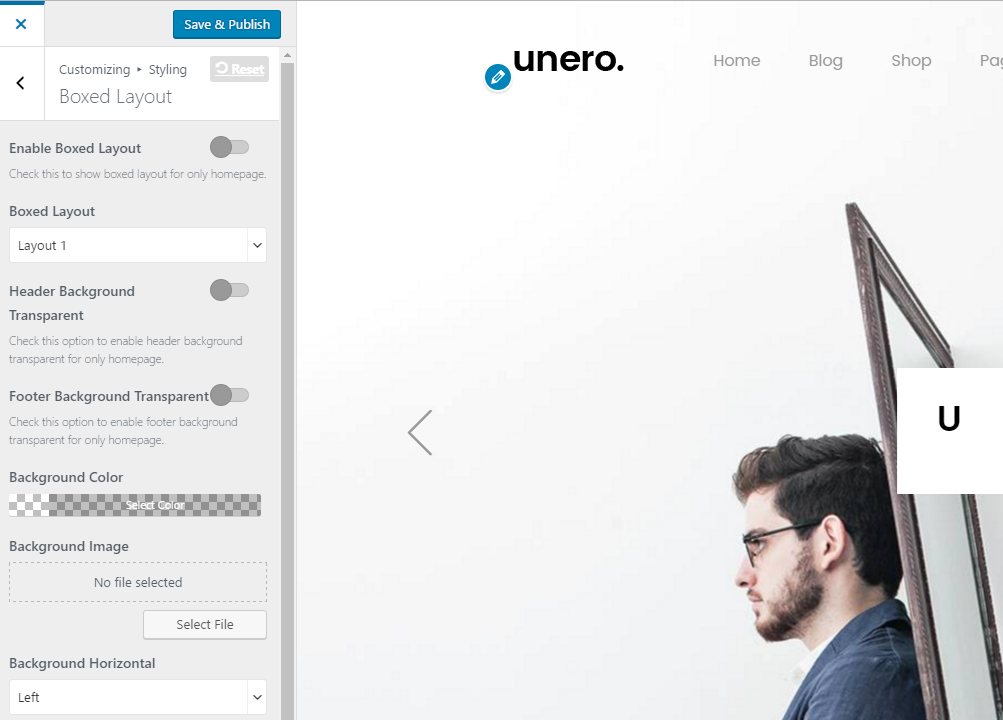 Save & Publish
Customizing ▸ Styling
Reset
Boxed Layout
Enable Boxed Layout
Check this to show boxed layout for only homepage.
Boxed Layout
Layout 1
Header Background
Transparent
Check this option to enable header background
transparent for only homepage.
Footer Background Transparent
Check this option to enable footer background
transparent for only homepage.
Background Color
Select Color
Background Image
No file selected
Select File
Background Horizontal
Left
unero.
Home Blog Shop Pag
U